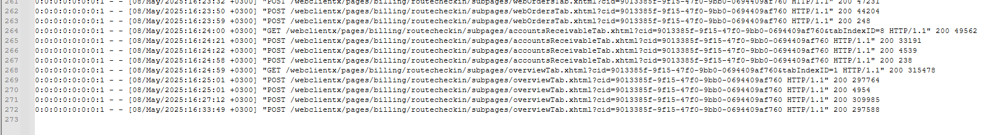 261 0:0:0:0:0:0:0:1 - - [08/May/2025:16:23:32 +0300] "POST /webclientx/pages/billing/routecheckin/subpages/webOrdersTab.xhtml?cid=9013385f-9f15-47f0-9bb0-0694409af760 HTTP/1.1" 200 47231
262 0:0:0:0:0:0:0:1 - - [08/May/2025:16:23:50 +0300] "POST /webclientx/pages/billing/routecheckin/subpages/webOrdersTab.xhtml?cid=9013385f-9f15-47f0-9bb0-0694409af760 HTTP/1.1" 200 44204
263 0:0:0:0:0:0:0:1 - - [08/May/2025:16:23:59 +0300] "POST /webclientx/pages/billing/routecheckin/subpages/webOrdersTab.xhtml?cid=9013385f-9f15-47f0-9bb0-0694409af760 HTTP/1.1" 200 248
264 0:0:0:0:0:0:0:1 - - [08/May/2025:16:24:00 +0300] "GET /webclientx/pages/billing/routecheckin/subpages/accountsReceivableTab.xhtml?cid=9013385f-9f15-47f0-9bb0-0694409af760&tabIndexID=8 HTTP/1.1" 200 49562
265 0:0:0:0:0:0:0:1 - - [08/May/2025:16:24:21 +0300] "POST /webclientx/pages/billing/routecheckin/subpages/accountsReceivableTab.xhtml?cid=9013385f-9f15-47f0-9bb0-0694409af760 HTTP/1.1" 200 33191
266 0:0:0:0:0:0:0:1 - - [08/May/2025:16:24:22 +0300] "POST /webclientx/pages/billing/routecheckin/subpages/accountsReceivableTab.xhtml?cid=9013385f-9f15-47f0-9bb0-0694409af760 HTTP/1.1" 200 4539
267 0:0:0:0:0:0:0:1 - - [08/May/2025:16:24:58 +0300] "POST /webclientx/pages/billing/routecheckin/subpages/accountsReceivableTab.xhtml?cid=9013385f-9f15-47f0-9bb0-0694409af760 HTTP/1.1" 200 238
268 0:0:0:0:0:0:0:1 - - [08/May/2025:16:24:59 +0300] "GET /webclientx/pages/billing/routecheckin/subpages/overviewTab.xhtml?cid=9013385f-9f15-47f0-9bb0-0694409af760&tabIndexID=1 HTTP/1.1" 200 315478
269 0:0:0:0:0:0:0:1 - - [08/May/2025:16:25:01 +0300] "POST /webclientx/pages/billing/routecheckin/subpages/overviewTab.xhtml?cid=9013385f-9f15-47f0-9bb0-0694409af760 HTTP/1.1" 200 297764
270 0:0:0:0:0:0:0:1 - - [08/May/2025:16:25:01 +0300] "POST /webclientx/pages/billing/routecheckin/subpages/overviewTab.xhtml?cid=9013385f-9f15-47f0-9bb0-0694409af760 HTTP/1.1" 200 4954
271 0:0:0:0:0:0:0:1 - - [08/May/2025:16:27:12 +0300] "POST /webclientx/pages/billing/routecheckin/subpages/overviewTab.xhtml?cid=9013385f-9f15-47f0-9bb0-0694409af760 HTTP/1.1" 200 309985
272 0:0:0:0:0:0:0:1 - - [08/May/2025:16:33:49 +0300] "POST /webclientx/pages/billing/routecheckin/subpages/overviewTab.xhtml?cid=9013385f-9f15-47f0-9bb0-0694409af760 HTTP/1.1" 200 297588
273